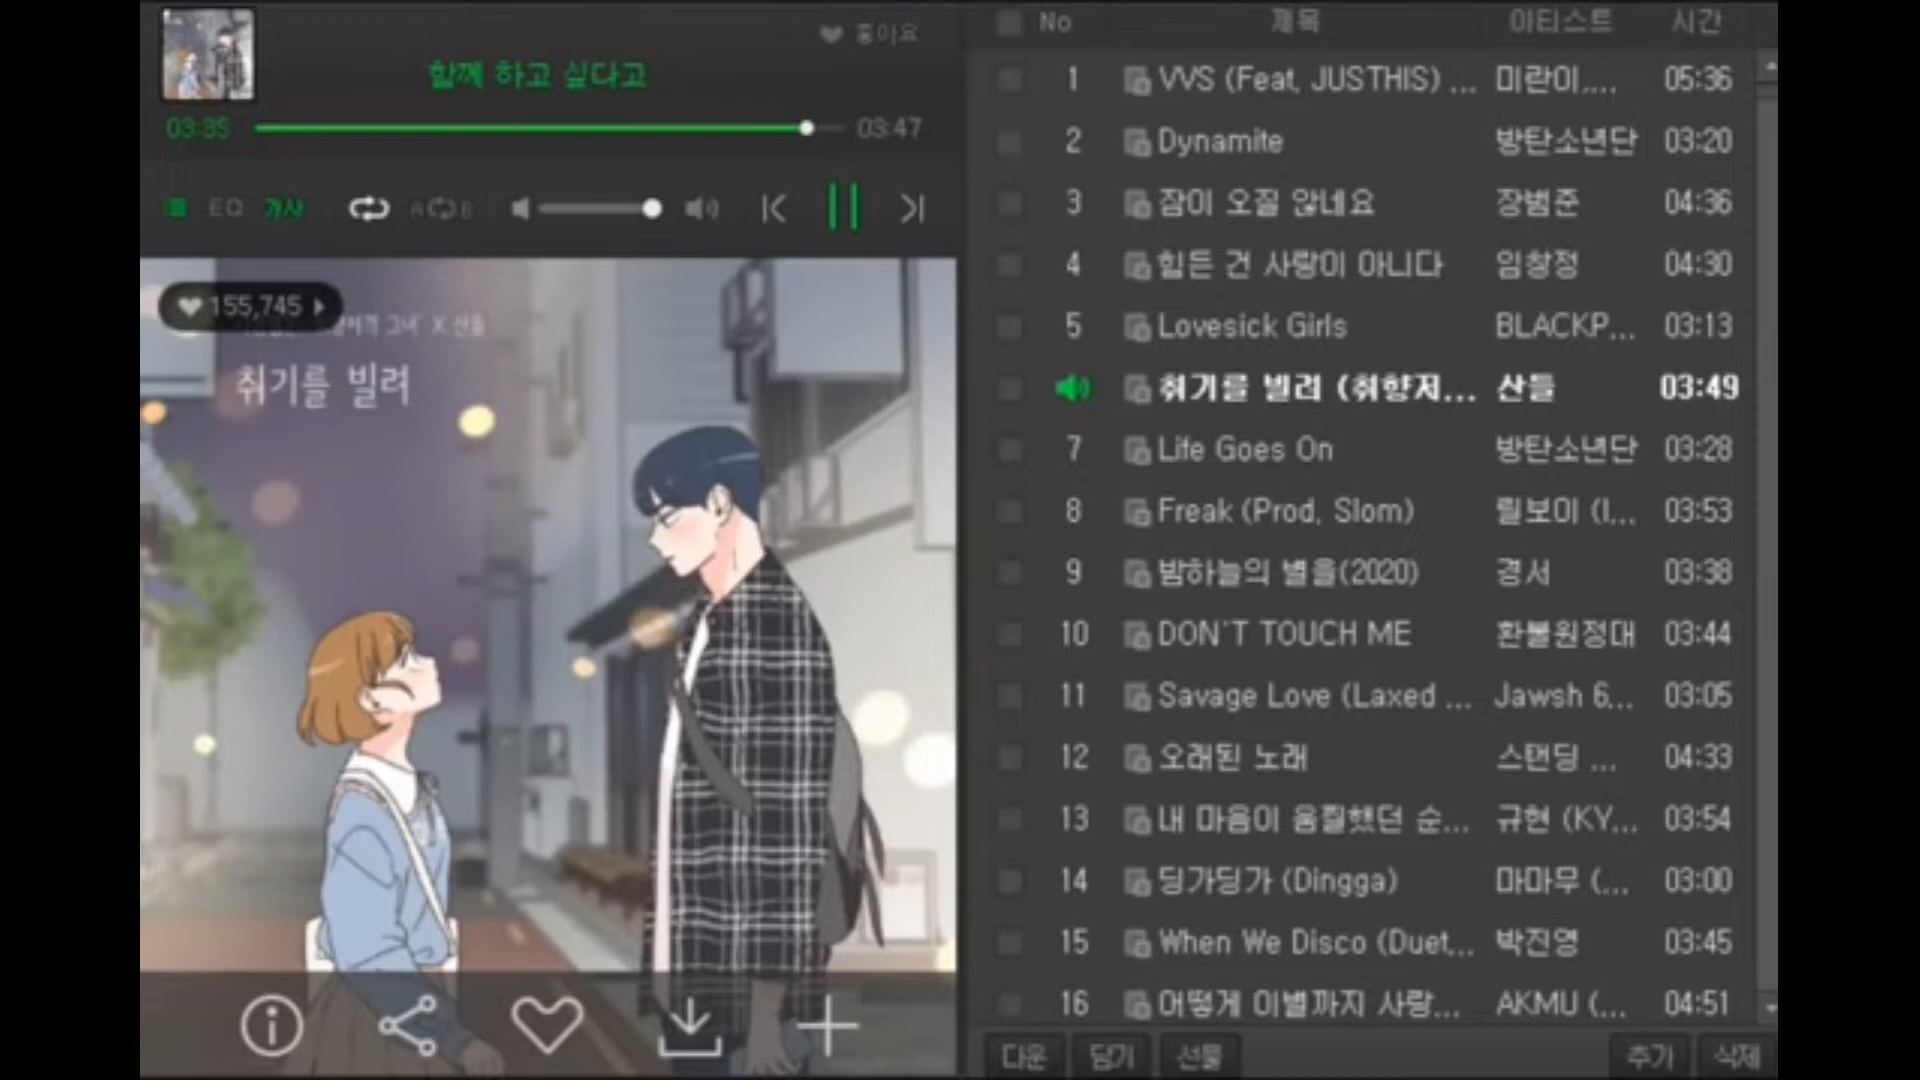 좋아요
함께 하고 싶다고
03:35 03:47
EQ 가사 A B
155,745
X 산들
취기를 빌려
No 제목 아티스트 시간
1 VVS (Feat. JUSTHIS) ... 미란이,... 05:36
2 Dynamite 방탄소년단 03:20
3 잠이 오질 않네요 장범준 04:36
4 힘든 건 사랑이 아니다 임창정 04:30
5 Lovesick Girls BLACKP... 03:13
취기를 빌려 (취향저... 산들 03:49
7 Life Goes On 방탄소년단 03:28
8 Freak (Prod. Slom) 릴보이 (l... 03:53
9 밤하늘의 별을(2020) 경서 03:38
10 DON'T TOUCH ME 환불원정대 03:44
11 Savage Love (Laxed ... Jawsh 6... 03:05
12 오래된 노래 스탠딩 ... 04:33
13 내 마음이 움찔했던 순... 규현 (KY... 03:54
14 딩가딩가 (Dingga) 마마무 (... 03:00
15 When We Disco (Duet... 박진영 03:45
16 어떻게 이별까지 사랑... AKMU (... 04:51
다운 담기 선물 추가 삭제